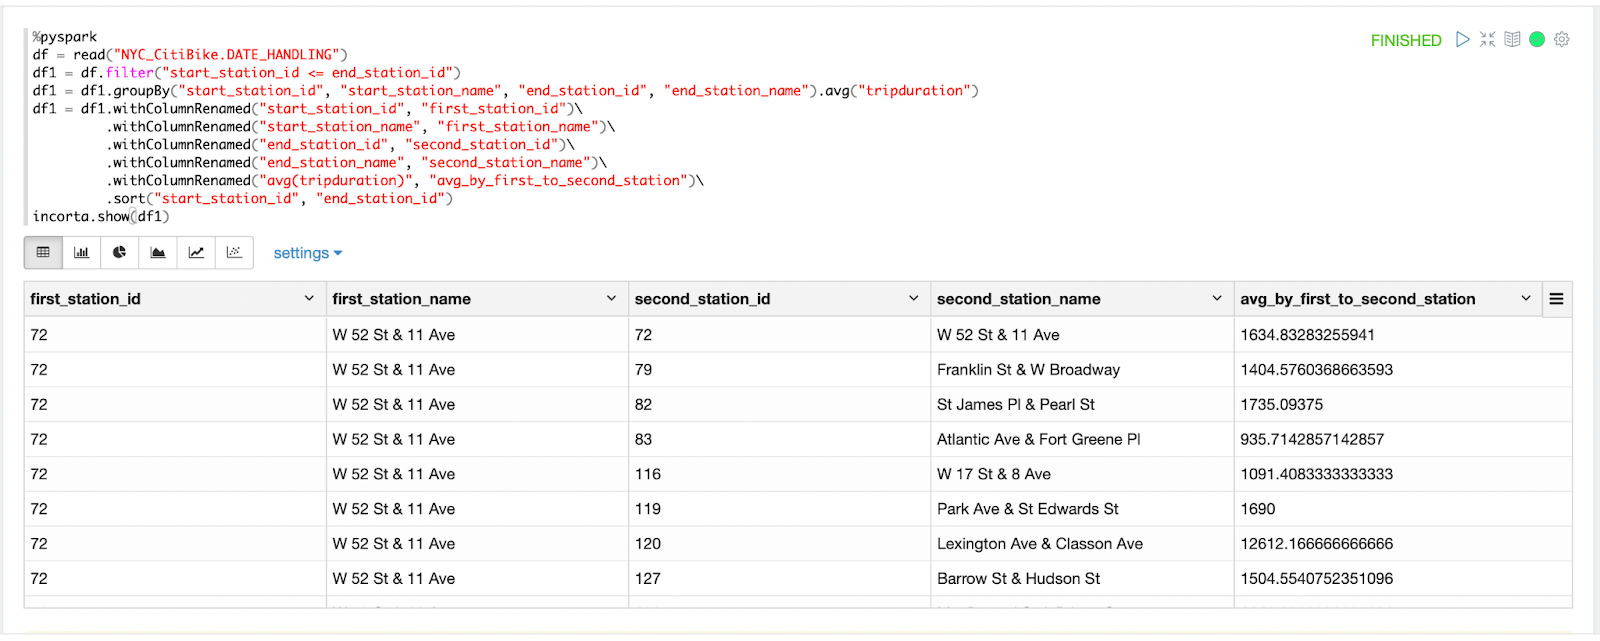 %pyspark
FINISHED
df = read("NYC_CitiBike.DATE_HANDLING")
df1 = df.filter("start_station_id <= end_station_id")
df1 = df1.groupBy("start_station_id", "start_station_name", "end_station_id", "end_station_name").avg("tripduration")
df1 = df1.withColumnRenamed("start_station_id", "first_station_id")\
.withColumnRenamed("start_station_name", "first_station_name")\
.withColumnRenamed("end_station_id", "second_station_id")\
.withColumnRenamed("end_station_name", "second_station_name")\
.withColumnRenamed("avg(tripduration)", "avg_by_first_to_second_station")\
.sort("start_station_id", "end_station_id")
incorta.show(df1)
settings
first_station_id first_station_name second_station_id second_station_name avg_by_first_to_second_station
72 W 52 St & 11 Ave 72 W 52 St & 11 Ave 1634.83283255941
72 W 52 St & 11 Ave 79 Franklin St & W Broadway 1404.5760368663593
72 W 52 St & 11 Ave 82 St James Pl & Pearl St 1735.09375
72 W 52 St & 11 Ave 83 Atlantic Ave & Fort Greene Pl 935.7142857142857
72 W 52 St & 11 Ave 116 W 17 St & 8 Ave 1091.4083333333333
72 W 52 St & 11 Ave 119 Park Ave & St Edwards St 1690
72 W 52 St & 11 Ave 120 Lexington Ave & Classon Ave 12612.166666666666
72 W 52 St & 11 Ave 127 Barrow St & Hudson St 1504.5540752351096